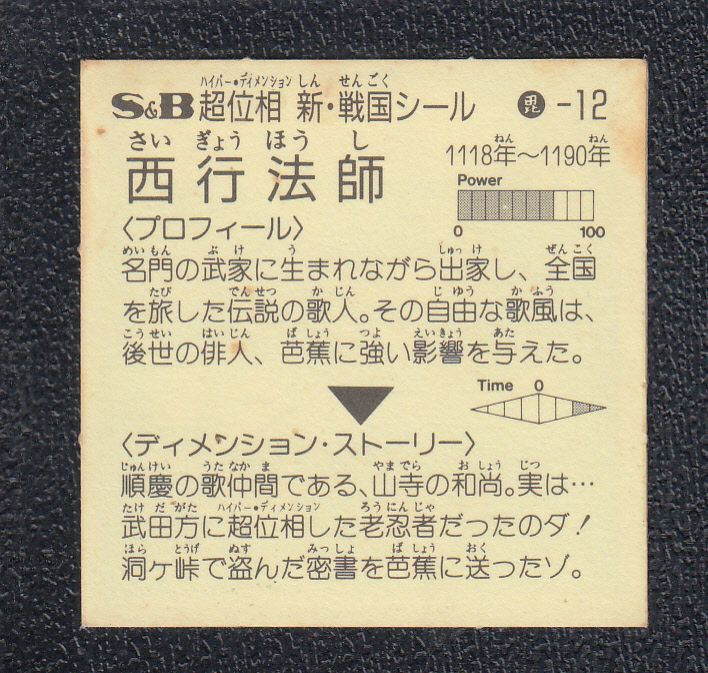 ハイパー・ディメンション しん せんごく
S&B 超位相 新・戦国シール 毘 -12
さい ぎょう ほう し
西行法師
ねん ねん
1118年～1190年
Power
0 100
〈プロフィール〉
めいもん ぶ け う しゅっ け ぜんこく
名門の武家に生まれながら出家し、全国
たび でんせつ か じん じ ゆう か ふう
を旅した伝説の歌人。その自由な歌風は、
こうせい はいじん ば しょう つよ えいきょう あた
後世の俳人、芭蕉に強い影響を与えた。
Time 0
〈ディメンション・ストーリー〉
じゅんけい うた なか ま やまでら お しょう じつ
順慶の歌仲間である、山寺の和尚。実は…
たけ だ がた ハイパー・ディメンション ろうにんじゃ
武田方に超位相した老忍者だったのダ！
ほら とうげ ぬす みっしょ ば しょう おく
洞ケ峠で盗んだ密書を芭蕉に送ったゾ。